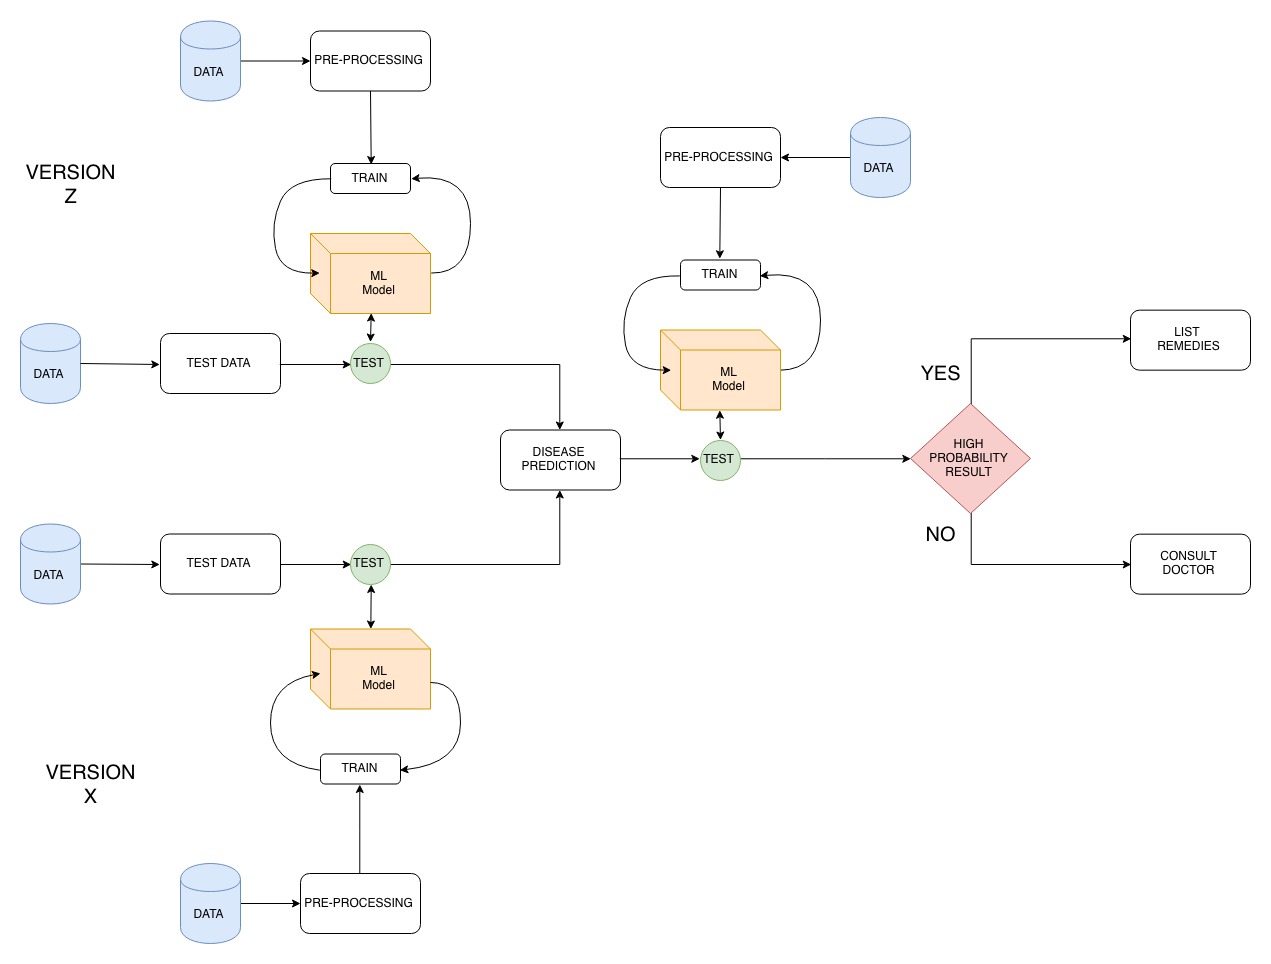 DATA
PRE-PROCESSING
VERSION
Z
TRAIN
ML
Model
DATA
TEST DATA
TEST
PRE-PROCESSING
DATA
TRAIN
ML
Model
DISEASE
PREDICTION
TEST
HIGH
PROBABILITY
RESULT
YES
LIST
REMEDIES
NO
CONSULT
DOCTOR
DATA
TEST DATA
TEST
ML
Model
VERSION
X
TRAIN
DATA
PRE-PROCESSING